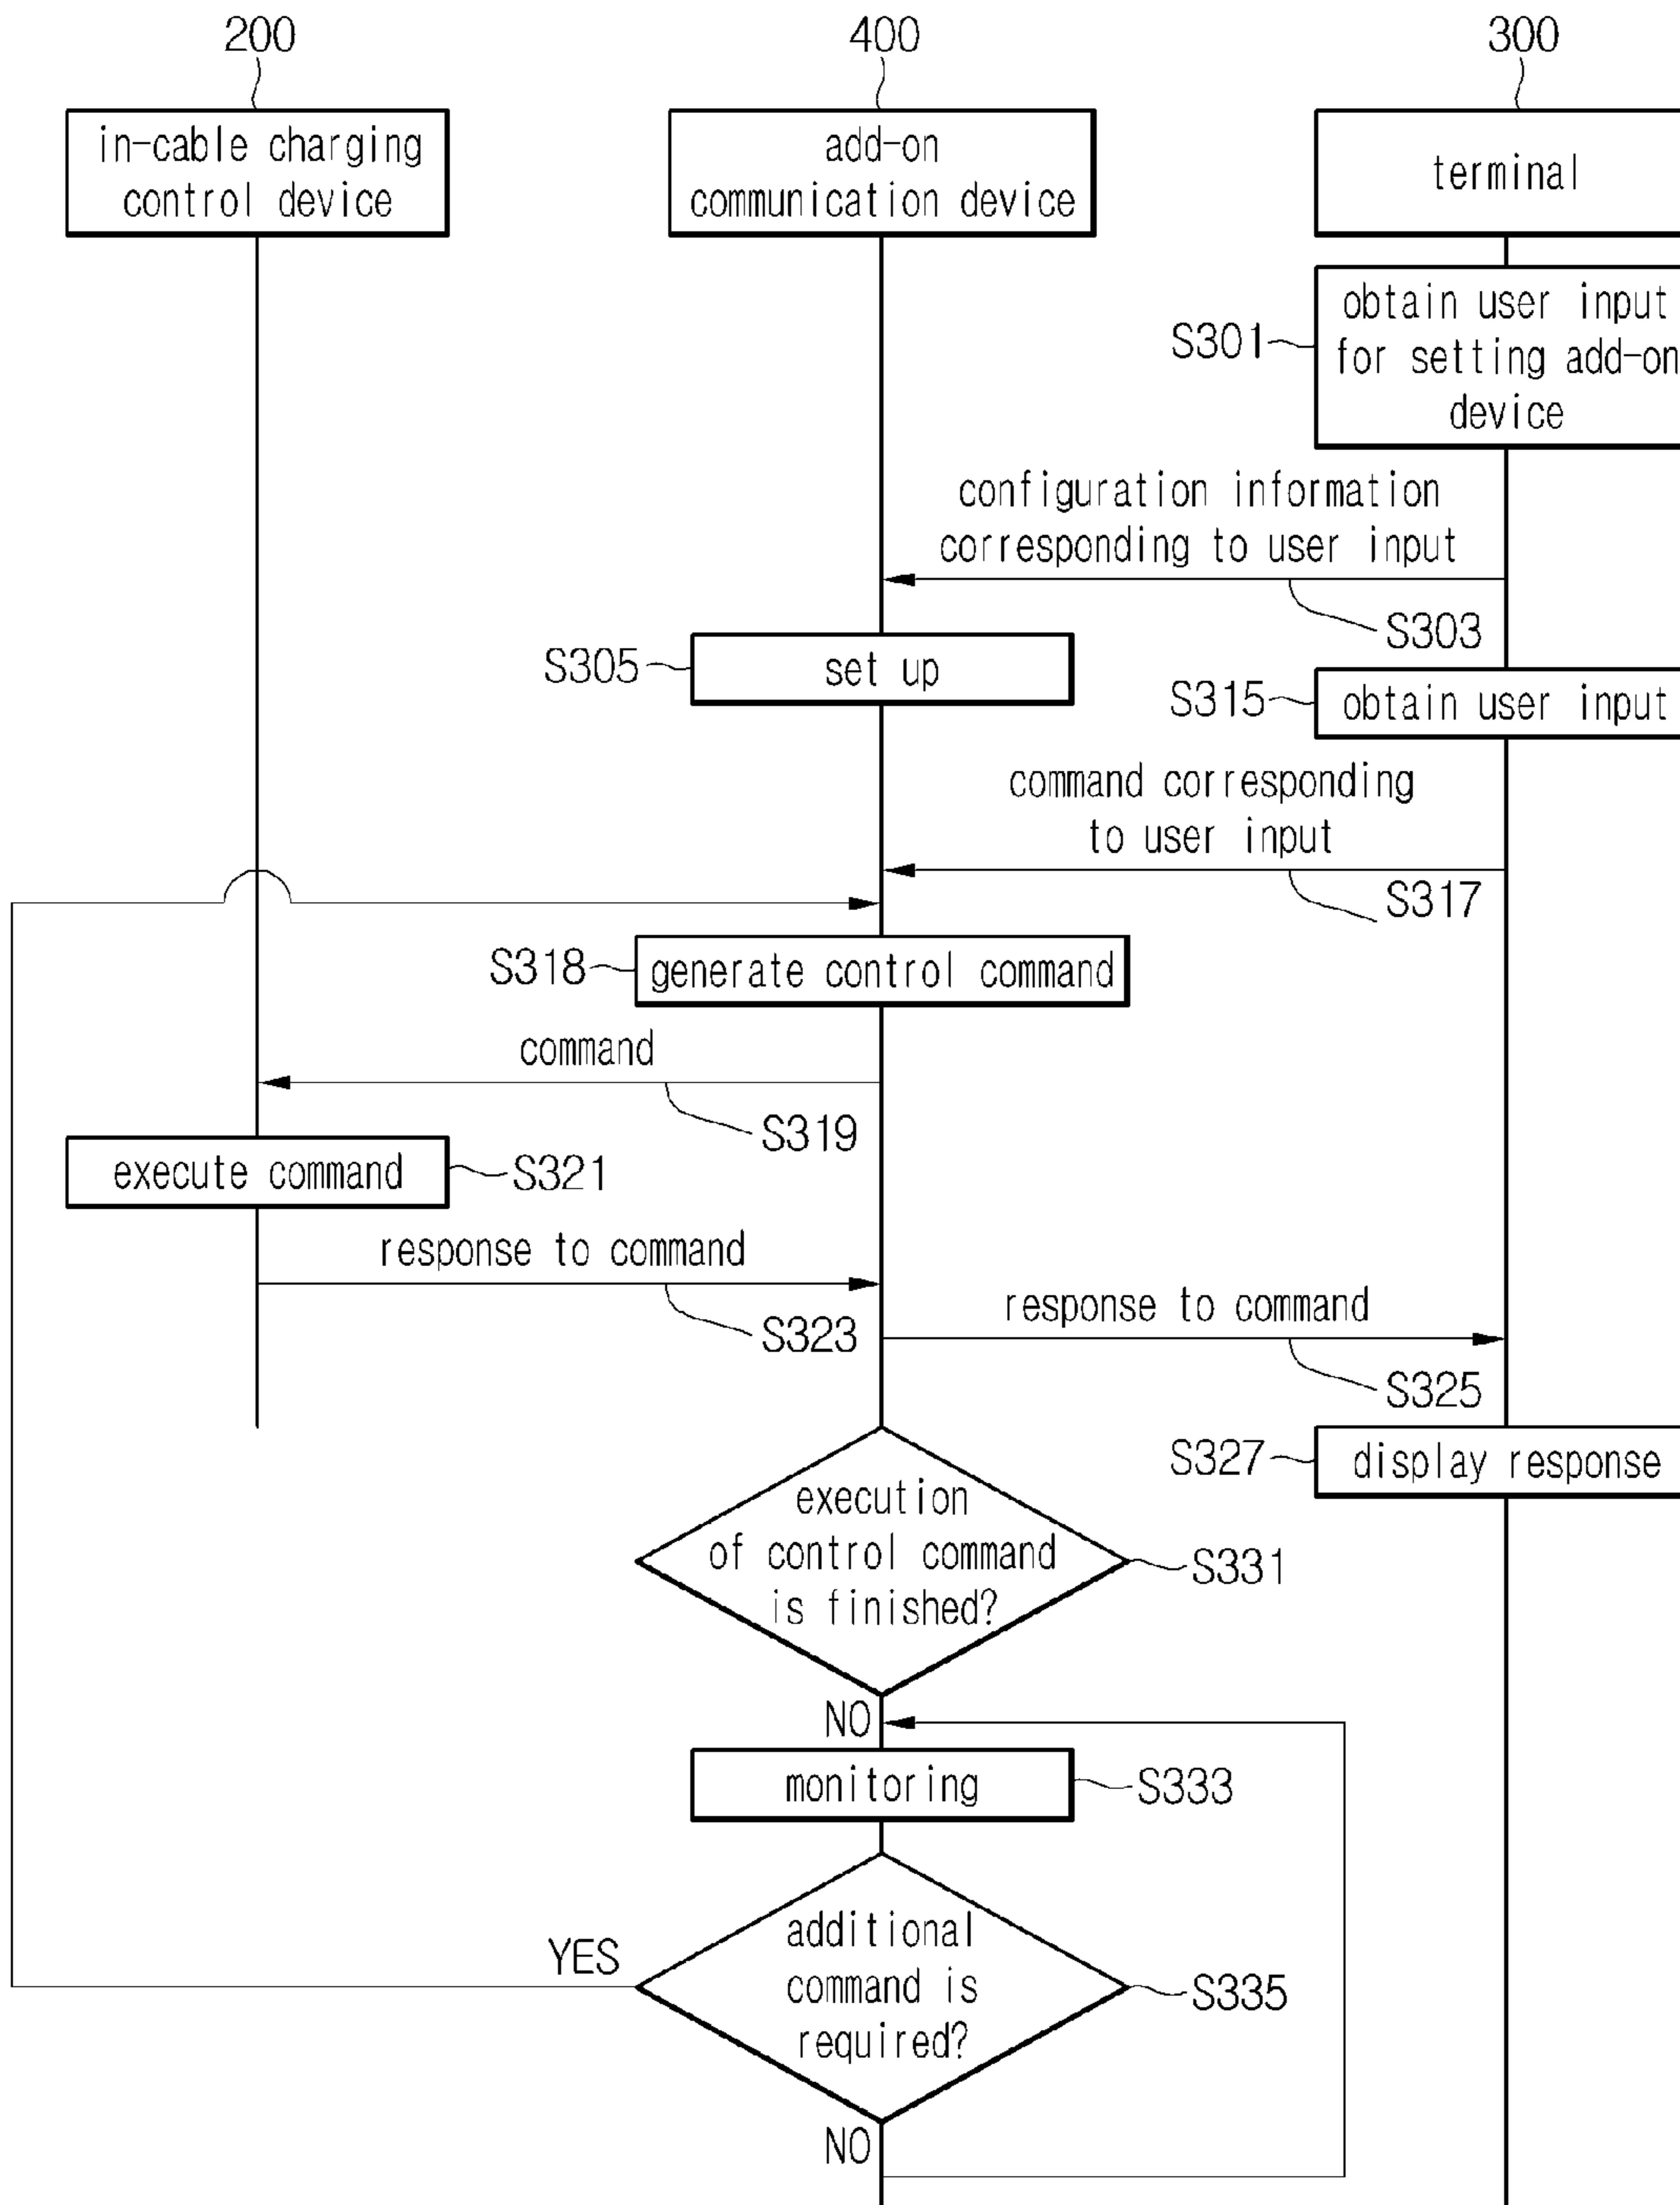 200
400
300
in-cable charging
control device
add-on
communication device
terminal
obtain user input
for setting add-on
device
S301
configuration information
corresponding to user input
S303
S305
set up
S315
obtain user input
command corresponding
to user input
S317
S318
generate control command
command
S319
execute command
S321
response to command
S323
response to command
S325
S327
display response
execution
of control command
is finished?
S331
NO
monitoring
S333
additional
command is
required?
YES
S335
NO